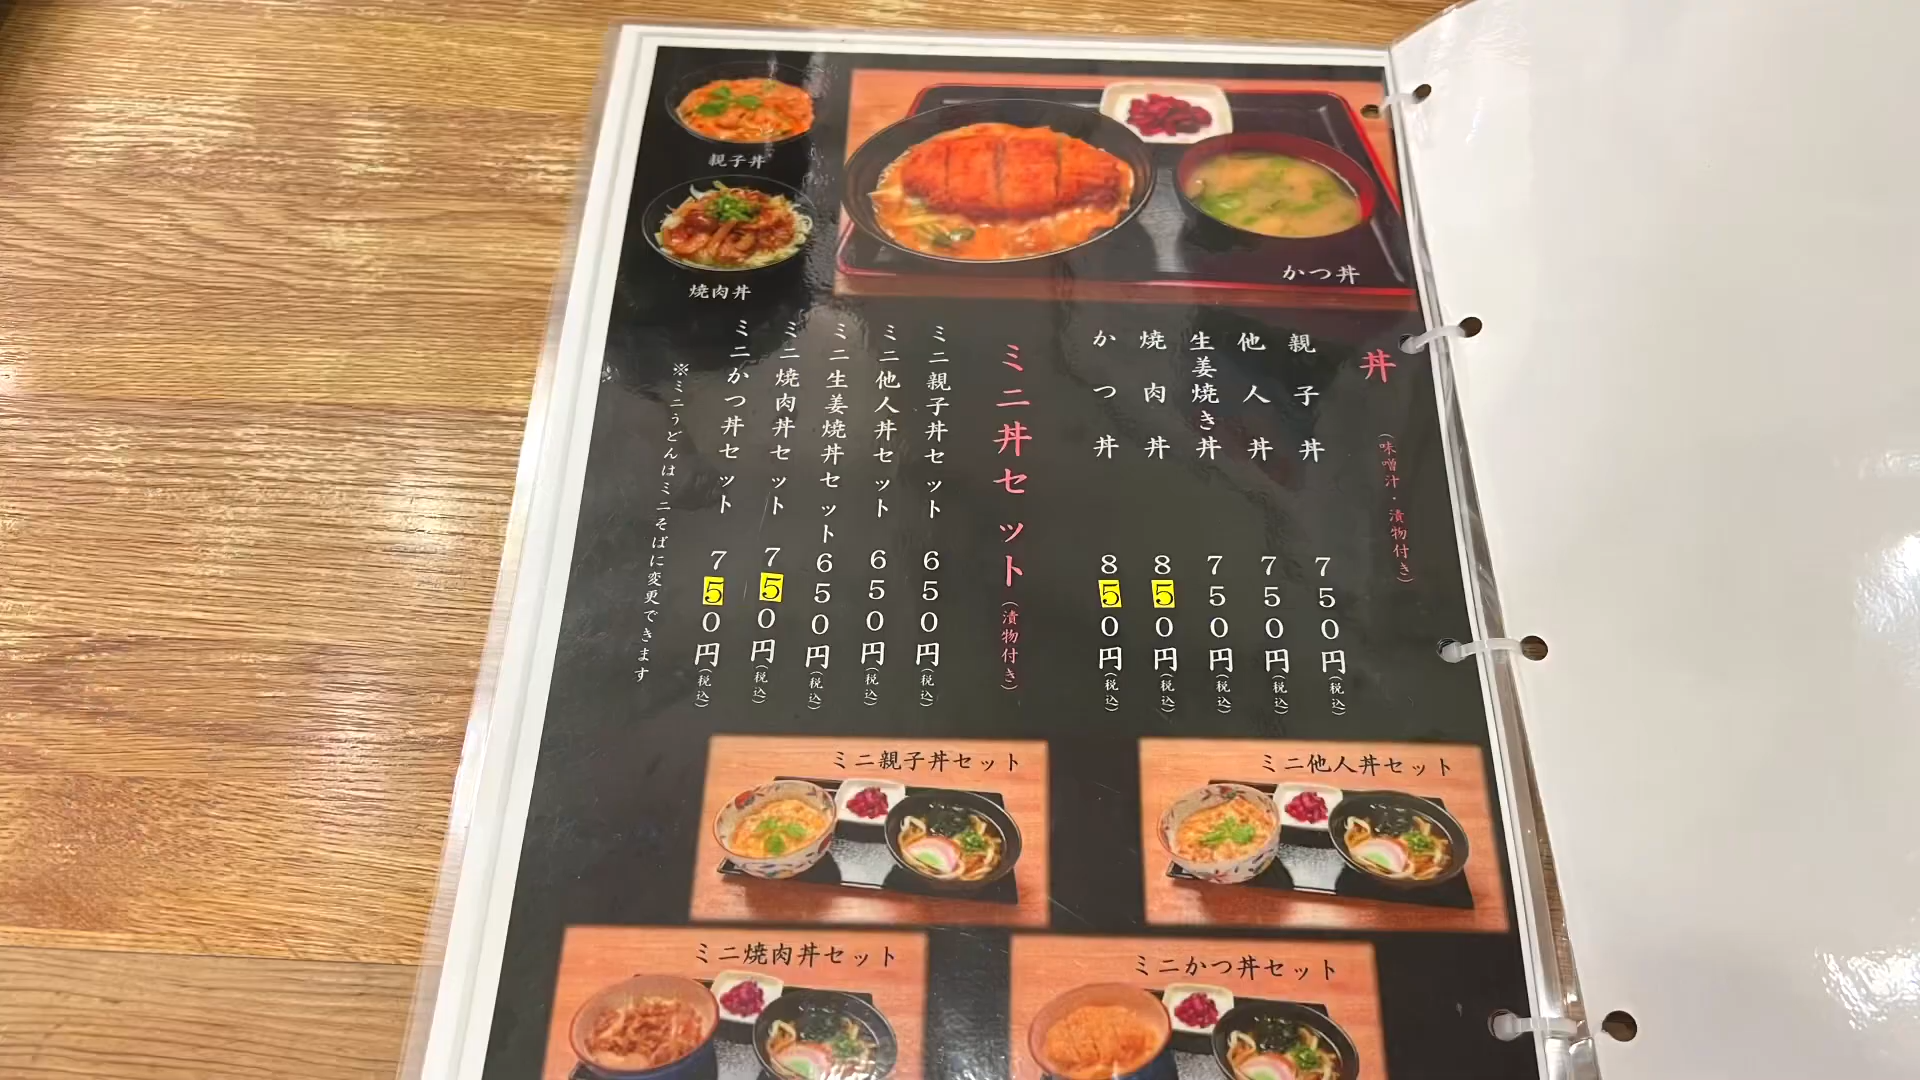 親子丼
焼肉丼
かつ丼
丼(味噌汁・漬物付き)
親子丼 750円(税込)
他人丼 750円(税込)
生姜焼き丼 750円(税込)
焼肉丼 850円(税込)
かつ丼 850円(税込)
ミニ丼セット(漬物付き)
ミニ親子丼セット 650円(税込)
ミニ他人丼セット 650円(税込)
ミニ生姜焼丼セット 650円(税込)
ミニ焼肉丼セット 750円(税込)
ミニかつ丼セット 750円(税込)
※ミニうどんはミニそばに変更できます
ミニ親子丼セット
ミニ他人丼セット
ミニ焼肉丼セット
ミニかつ丼セット